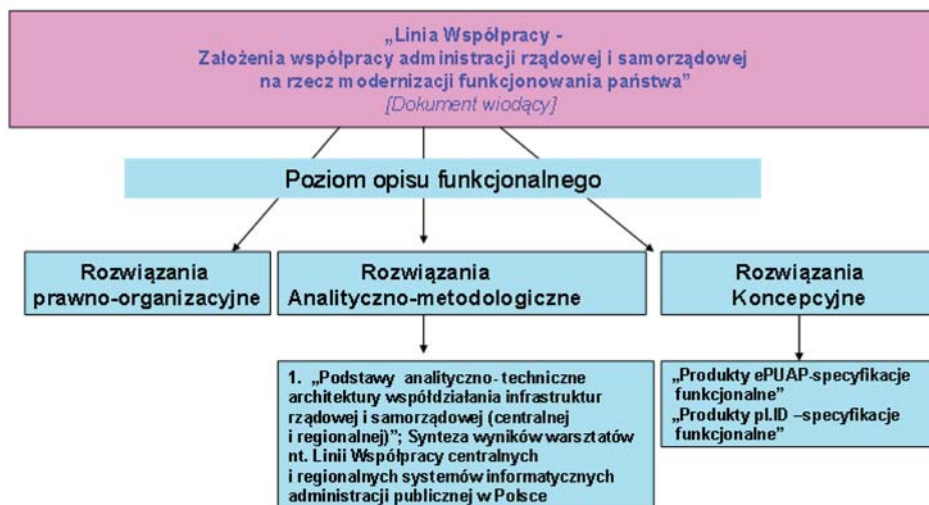 „Linia Współpracy -
Założenia współpracy administracji rządowej i samorządowej
na rzecz modernizacji funkcjonowania państwa”
[Dokument wiodący]
Poziom opisu funkcjonalnego
Rozwiązania
prawno-organizacyjne
Rozwiązania
Analityczno-metodologiczne
Rozwiązania
Koncepcyjne
1. „Podstawy analityczno-techniczne
architektury współdziałania infrastruktur
rządowej i samorządowej (centralnej
i regionalnej)”; Synteza wyników warsztatów
nt. Linii Współpracy centralnych
i regionalnych systemów informatycznych
administracji publicznej w Polsce
„Produkty ePUAP-specyfikacje
funkcjonalne”
„Produkty pl.ID –specyfikacje
funkcjonalne”